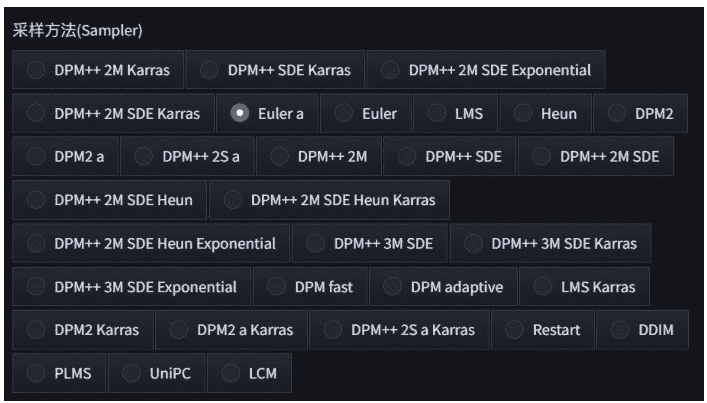 采样方法(Sampler)
DPM++ 2M Karras DPM++ SDE Karras DPM++ 2M SDE Exponential
DPM++ 2M SDE Karras Euler a Euler LMS Heun DPM2
DPM2 a DPM++ 2S a DPM++ 2M DPM++ SDE DPM++ 2M SDE
DPM++ 2M SDE Heun DPM++ 2M SDE Heun Karras
DPM++ 2M SDE Heun Exponential DPM++ 3M SDE DPM++ 3M SDE Karras
DPM++ 3M SDE Exponential DPM fast DPM adaptive LMS Karras
DPM2 Karras DPM2 a Karras DPM++ 2S a Karras Restart DDIM
PLMS UniPC LCM